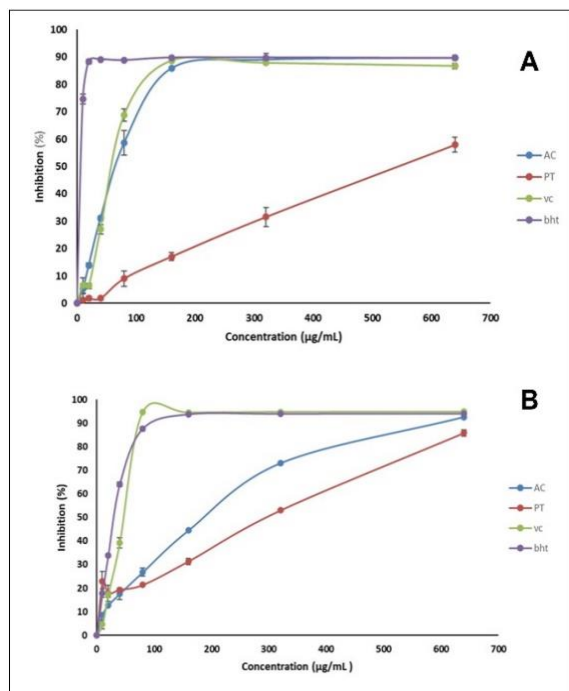 A
100
90
80
70
60
50
40
30
20
10
0
Inhibition (%)
0 100 200 300 400 500 600 700
Concentration (µg/mL)
AC
PT
vc
bht
B
100
90
80
70
60
50
40
30
20
10
0
Inhibition (%)
0 100 200 300 400 500 600 700
Concentration (µg/mL )
AC
PT
vc
bht